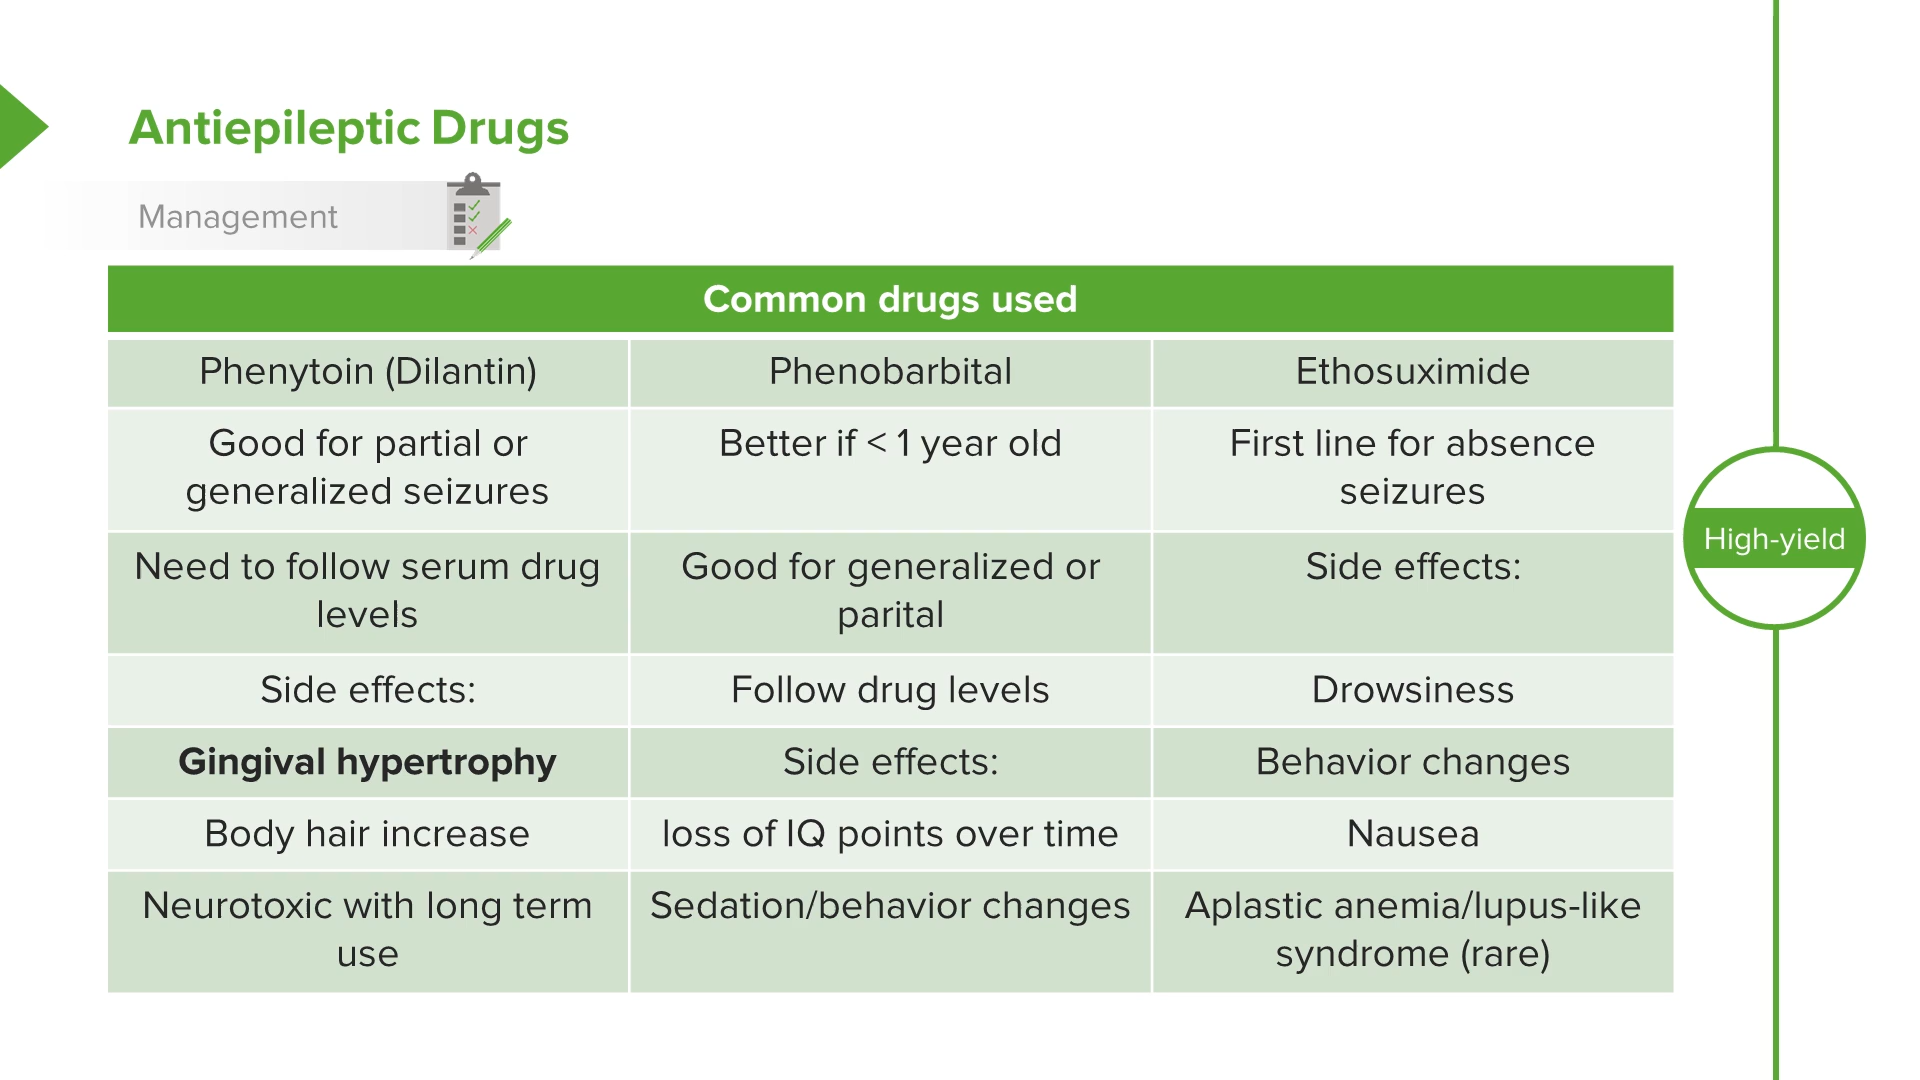 Antiepileptic Drugs
Management
Common drugs used
Phenytoin (Dilantin)
Phenobarbital
Ethosuximide
Good for partial or
generalized seizures
Better if < 1 year old
First line for absence
seizures
Need to follow serum drug
levels
Good for generalized or
parital
Side effects:
Side effects:
Follow drug levels
Drowsiness
Gingival hypertrophy
Side effects:
Behavior changes
Body hair increase
loss of IQ points over time
Nausea
Neurotoxic with long term
use
Sedation/behavior changes
Aplastic anemia/lupus-like
syndrome (rare)
High-yield